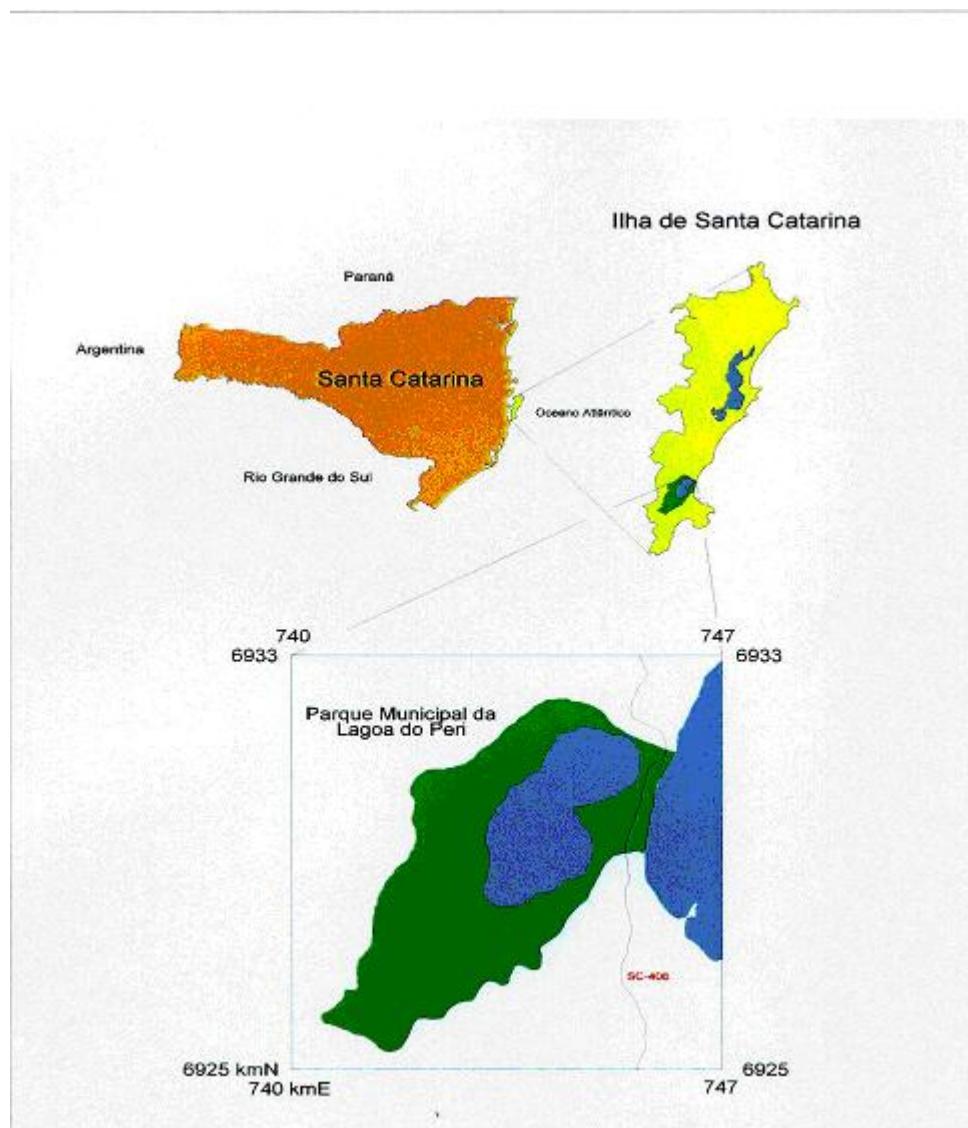 Ilha de Santa Catarina
Paraná
Argentina
Santa Catarina
Oceano Atlântico
Rio Grande do Sul
740
747
6933
6933
Parque Municipal da
Lagoa do Peri
SC-406
6925 kmN
6925
740 kmE
747